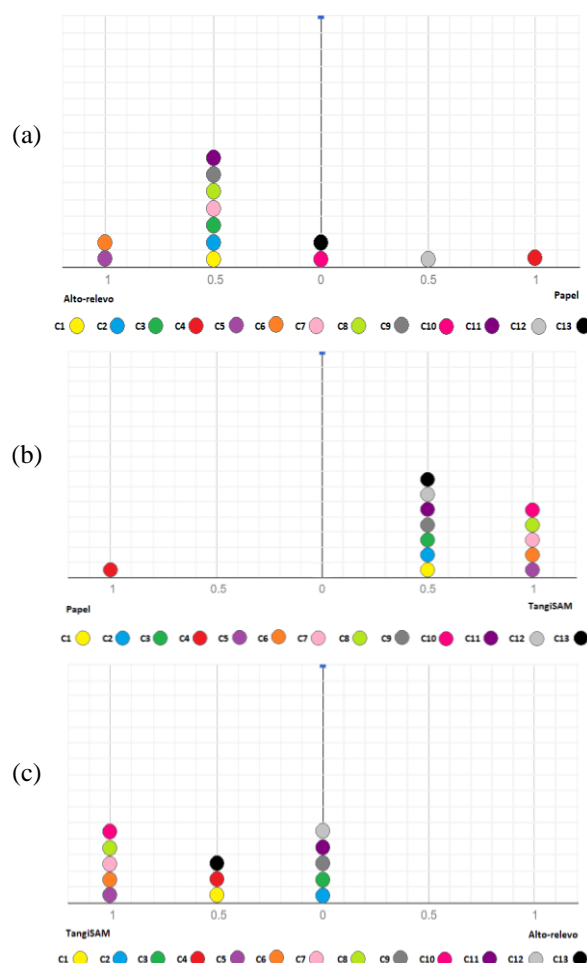 (a)
1 0.5 0 0.5 1
Alto-relevo Papel
C1 C2 C3 C4 C5 C6 C7 C8 C9 C10 C11 C12 C13
(b)
1 0.5 0 0.5 1
Papel TangiSAM
C1 C2 C3 C4 C5 C6 C7 C8 C9 C10 C11 C12 C13
(c)
1 0.5 0 0.5 1
TangiSAM Alto-relevo
C1 C2 C3 C4 C5 C6 C7 C8 C9 C10 C11 C12 C13